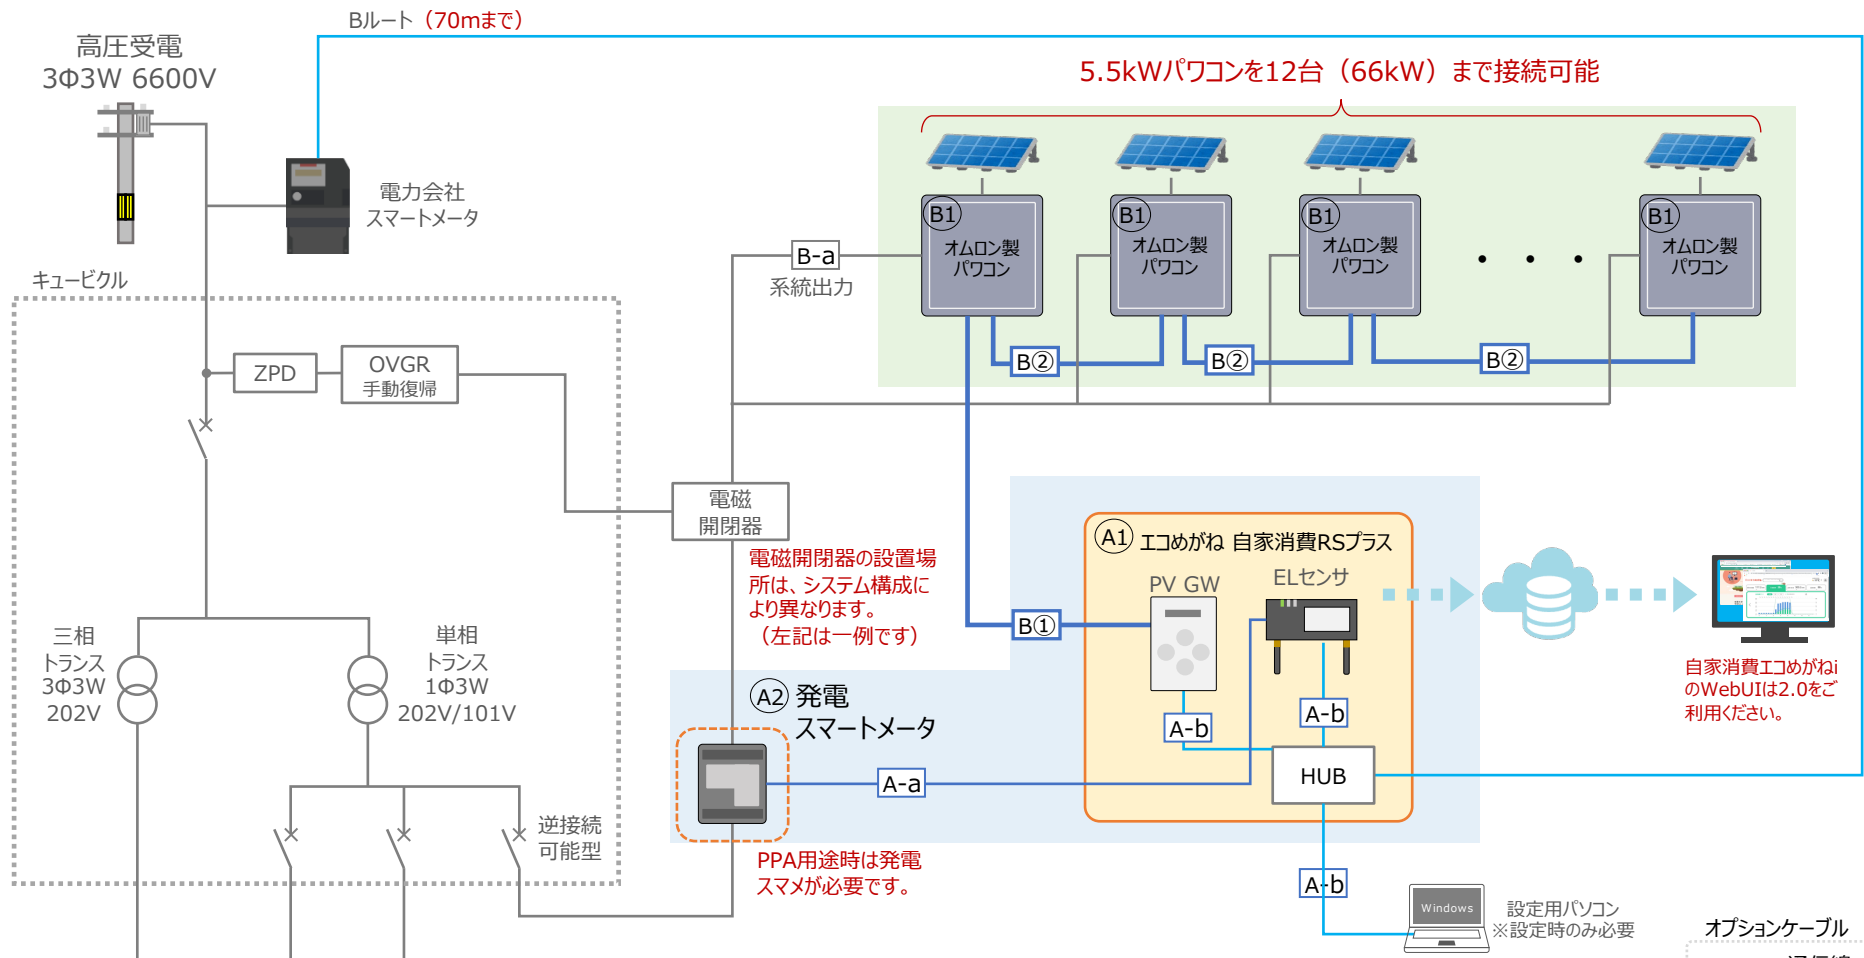 Bルート（70mまで）
高圧受電
3Φ3W 6600V
5.5kWパワコンを12台（66kW）まで接続可能
電力会社
スマートメータ
キュービクル
B1
オムロン製
パワコン
B1
オムロン製
パワコン
B1
オムロン製
パワコン
・・・
B1
オムロン製
パワコン
B-a
系統出力
B②
B②
B②
ZPD
OVGR
手動復帰
電磁
開閉器
電磁開閉器の設置場
所は、システム構成に
より異なります。
（左記は一例です）
A1 エコめがね 自家消費RSプラス
PV GW
ELセンサ
B①
三相
トランス
3Φ3W
202V
単相
トランス
1Φ3W
202V/101V
A2 発電
スマートメータ
A-b
A-b
HUB
A-a
自家消費エコめがねi
のWebUIは2.0をご
利用ください。
逆接続
可能型
PPA用途時は発電
スマメが必要です。
A-b
Windows
設定用パソコン
※設定時のみ必要
オプションケーブル